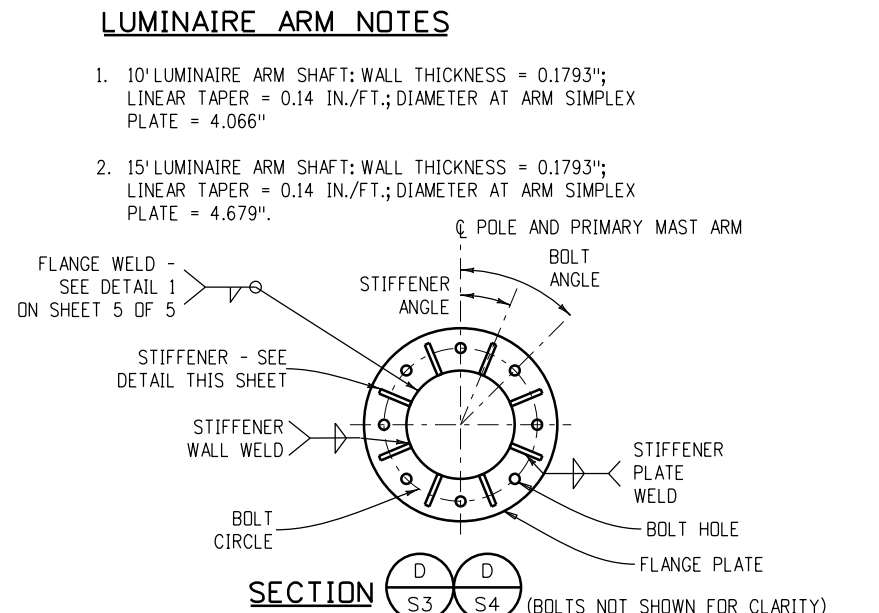 LUMINAIRE ARM NOTES
1. 10' LUMINAIRE ARM SHAFT: WALL THICKNESS = 0.1793";
LINEAR TAPER = 0.14 IN./FT.; DIAMETER AT ARM SIMPLEX
PLATE = 4.066"
2. 15' LUMINAIRE ARM SHAFT: WALL THICKNESS = 0.1793";
LINEAR TAPER = 0.14 IN./FT.; DIAMETER AT ARM SIMPLEX
PLATE = 4.679".
℄ POLE AND PRIMARY MAST ARM
BOLT
ANGLE
STIFFENER
ANGLE
FLANGE WELD -
SEE DETAIL 1
ON SHEET 5 OF 5
STIFFENER - SEE
DETAIL THIS SHEET
STIFFENER
WALL WELD
STIFFENER
PLATE
WELD
BOLT
CIRCLE
BOLT HOLE
FLANGE PLATE
SECTION
D
S3
D
S4
(BOLTS NOT SHOWN FOR CLARITY)